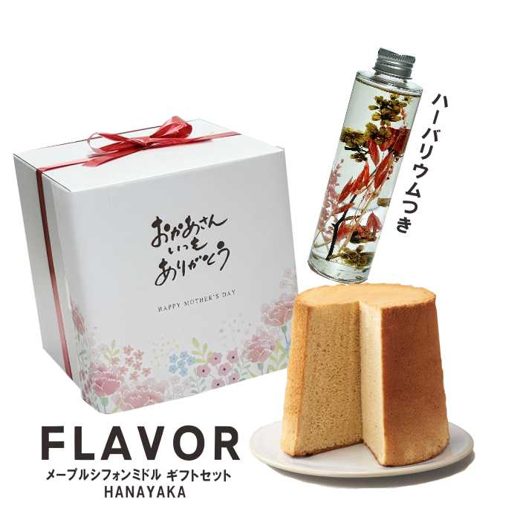 おかあさん
いつも
ありがとう
HAPPY MOTHER'S DAY
ハーバリウムつき
FLAVOR
メープルシフォンミドル ギフトセット
HANAYAKA